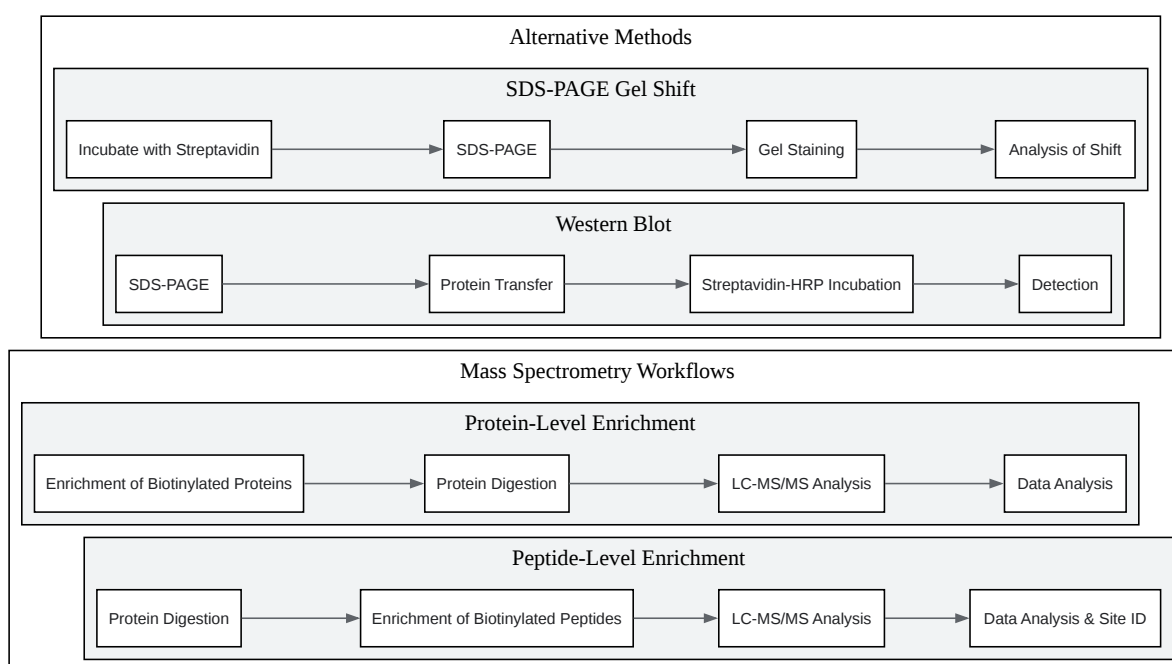 Alternative Methods
SDS-PAGE Gel Shift
Incubate with Streptavidin
SDS-PAGE
Gel Staining
Analysis of Shift
Western Blot
SDS-PAGE
Protein Transfer
Streptavidin-HRP Incubation
Detection
Mass Spectrometry Workflows
Protein-Level Enrichment
Enrichment of Biotinylated Proteins
Protein Digestion
LC-MS/MS Analysis
Data Analysis
Peptide-Level Enrichment
Protein Digestion
Enrichment of Biotinylated Peptides
LC-MS/MS Analysis
Data Analysis & Site ID